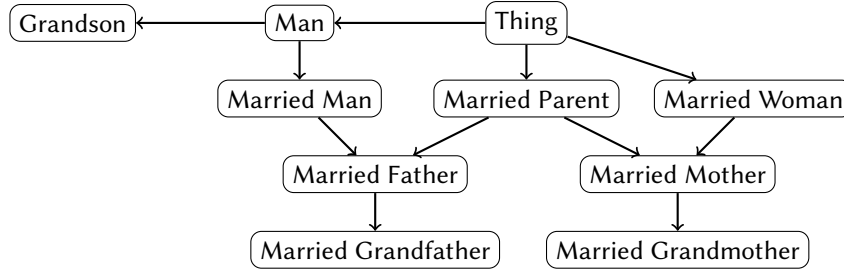 Grandson
Man
Thing
Married Man
Married Parent
Married Woman
Married Father
Married Mother
Married Grandfather
Married Grandmother